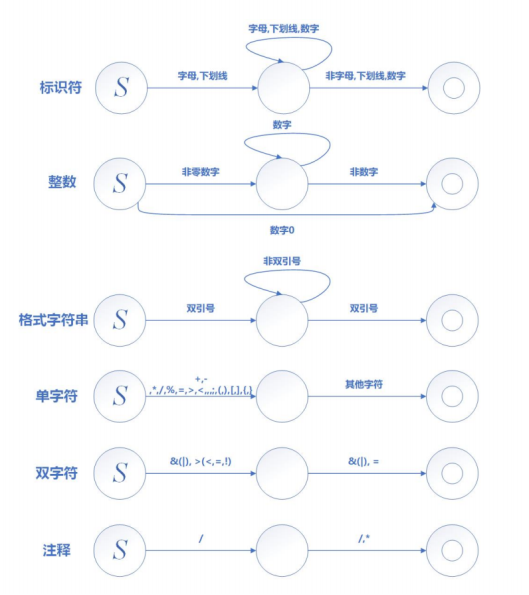 字母,下划线,数字
标识符
S
字母,下划线
非字母,下划线,数字
数字
整数
S
非零数字
非数字
数字0
非双引号
格式字符串
S
双引号
双引号
单字符
S
+,-
,*,/,%,=,>,<,,,;,(,),[,],{,}
其他字符
双字符
S
&(|), >(<,=,!)
&(|), =
注释
S
/
/,*